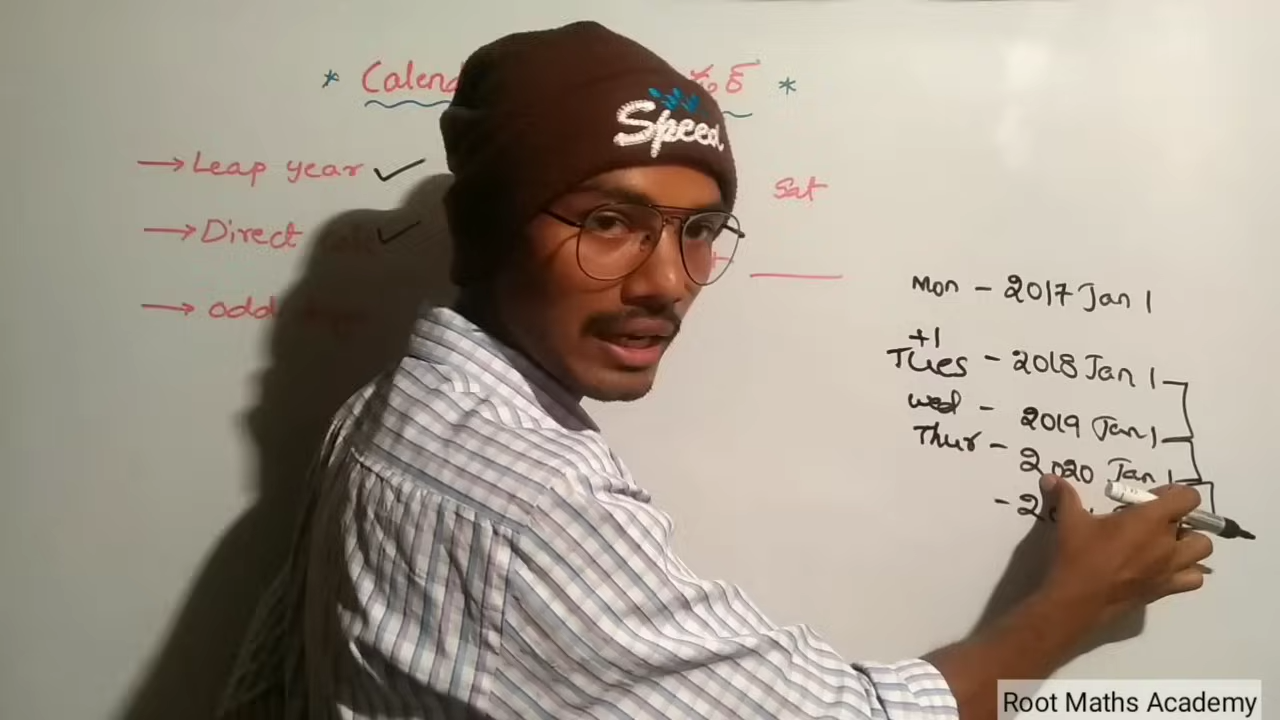 * Calend *
→ Leap year ✓
→ Direct ✓
→ odd
Sat
Speed
Mon - 2017 Jan 1
+1
Tues - 2018 Jan 1
wed - 2019 Jan 1
Thur - 2020 Jan 1
Root Maths Academy